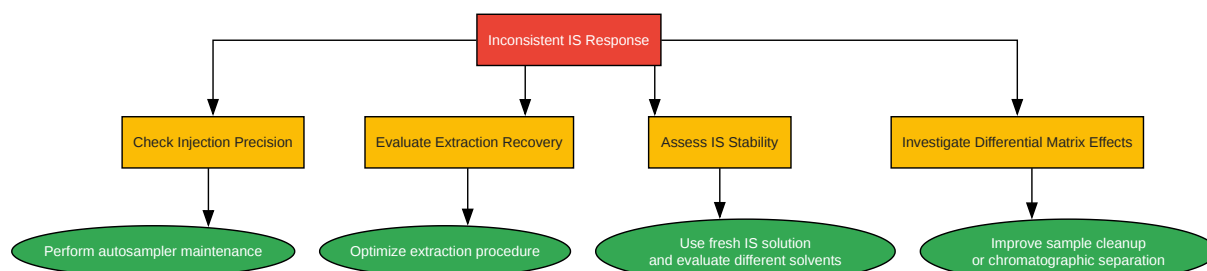 Inconsistent IS Response
Check Injection Precision
Evaluate Extraction Recovery
Assess IS Stability
Investigate Differential Matrix Effects
Perform autosampler maintenance
Optimize extraction procedure
Use fresh IS solution
and evaluate different solvents
Improve sample cleanup
or chromatographic separation